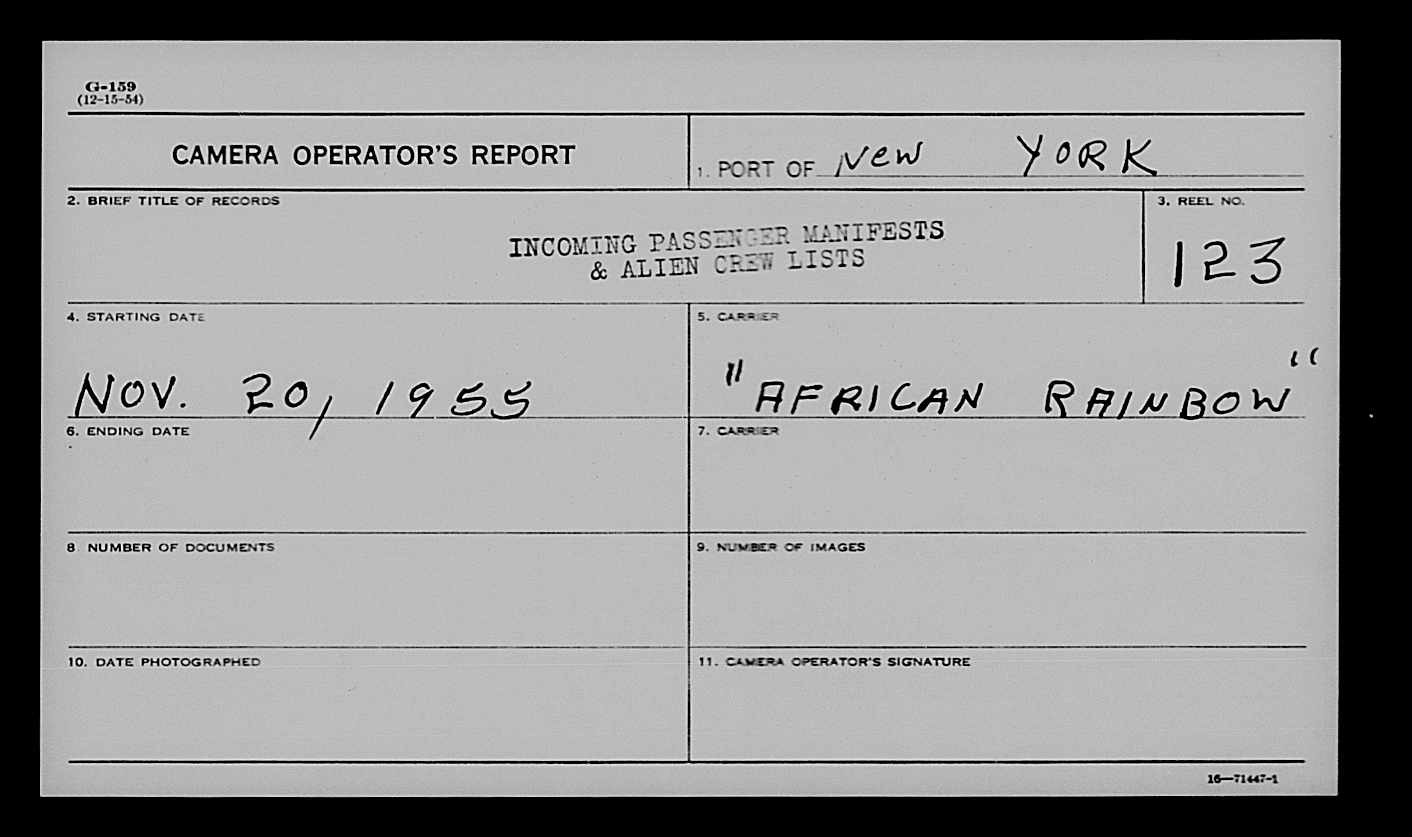 G-159
(12-15-54)
CAMERA OPERATOR'S REPORT
1. PORT OF New YORK
2. BRIEF TITLE OF RECORDS
INCOMING PASSENGER MANIFESTS
& ALIEN CREW LISTS
3. REEL NO.
123
4. STARTING DATE
NOV. 20, 1955
5. CARRIER
"AFRICAN RAINBOW"
6. ENDING DATE
7. CARRIER
8 NUMBER OF DOCUMENTS
9. NUMBER OF IMAGES
10. DATE PHOTOGRAPHED
11. CAMERA OPERATOR'S SIGNATURE
16—71447-1